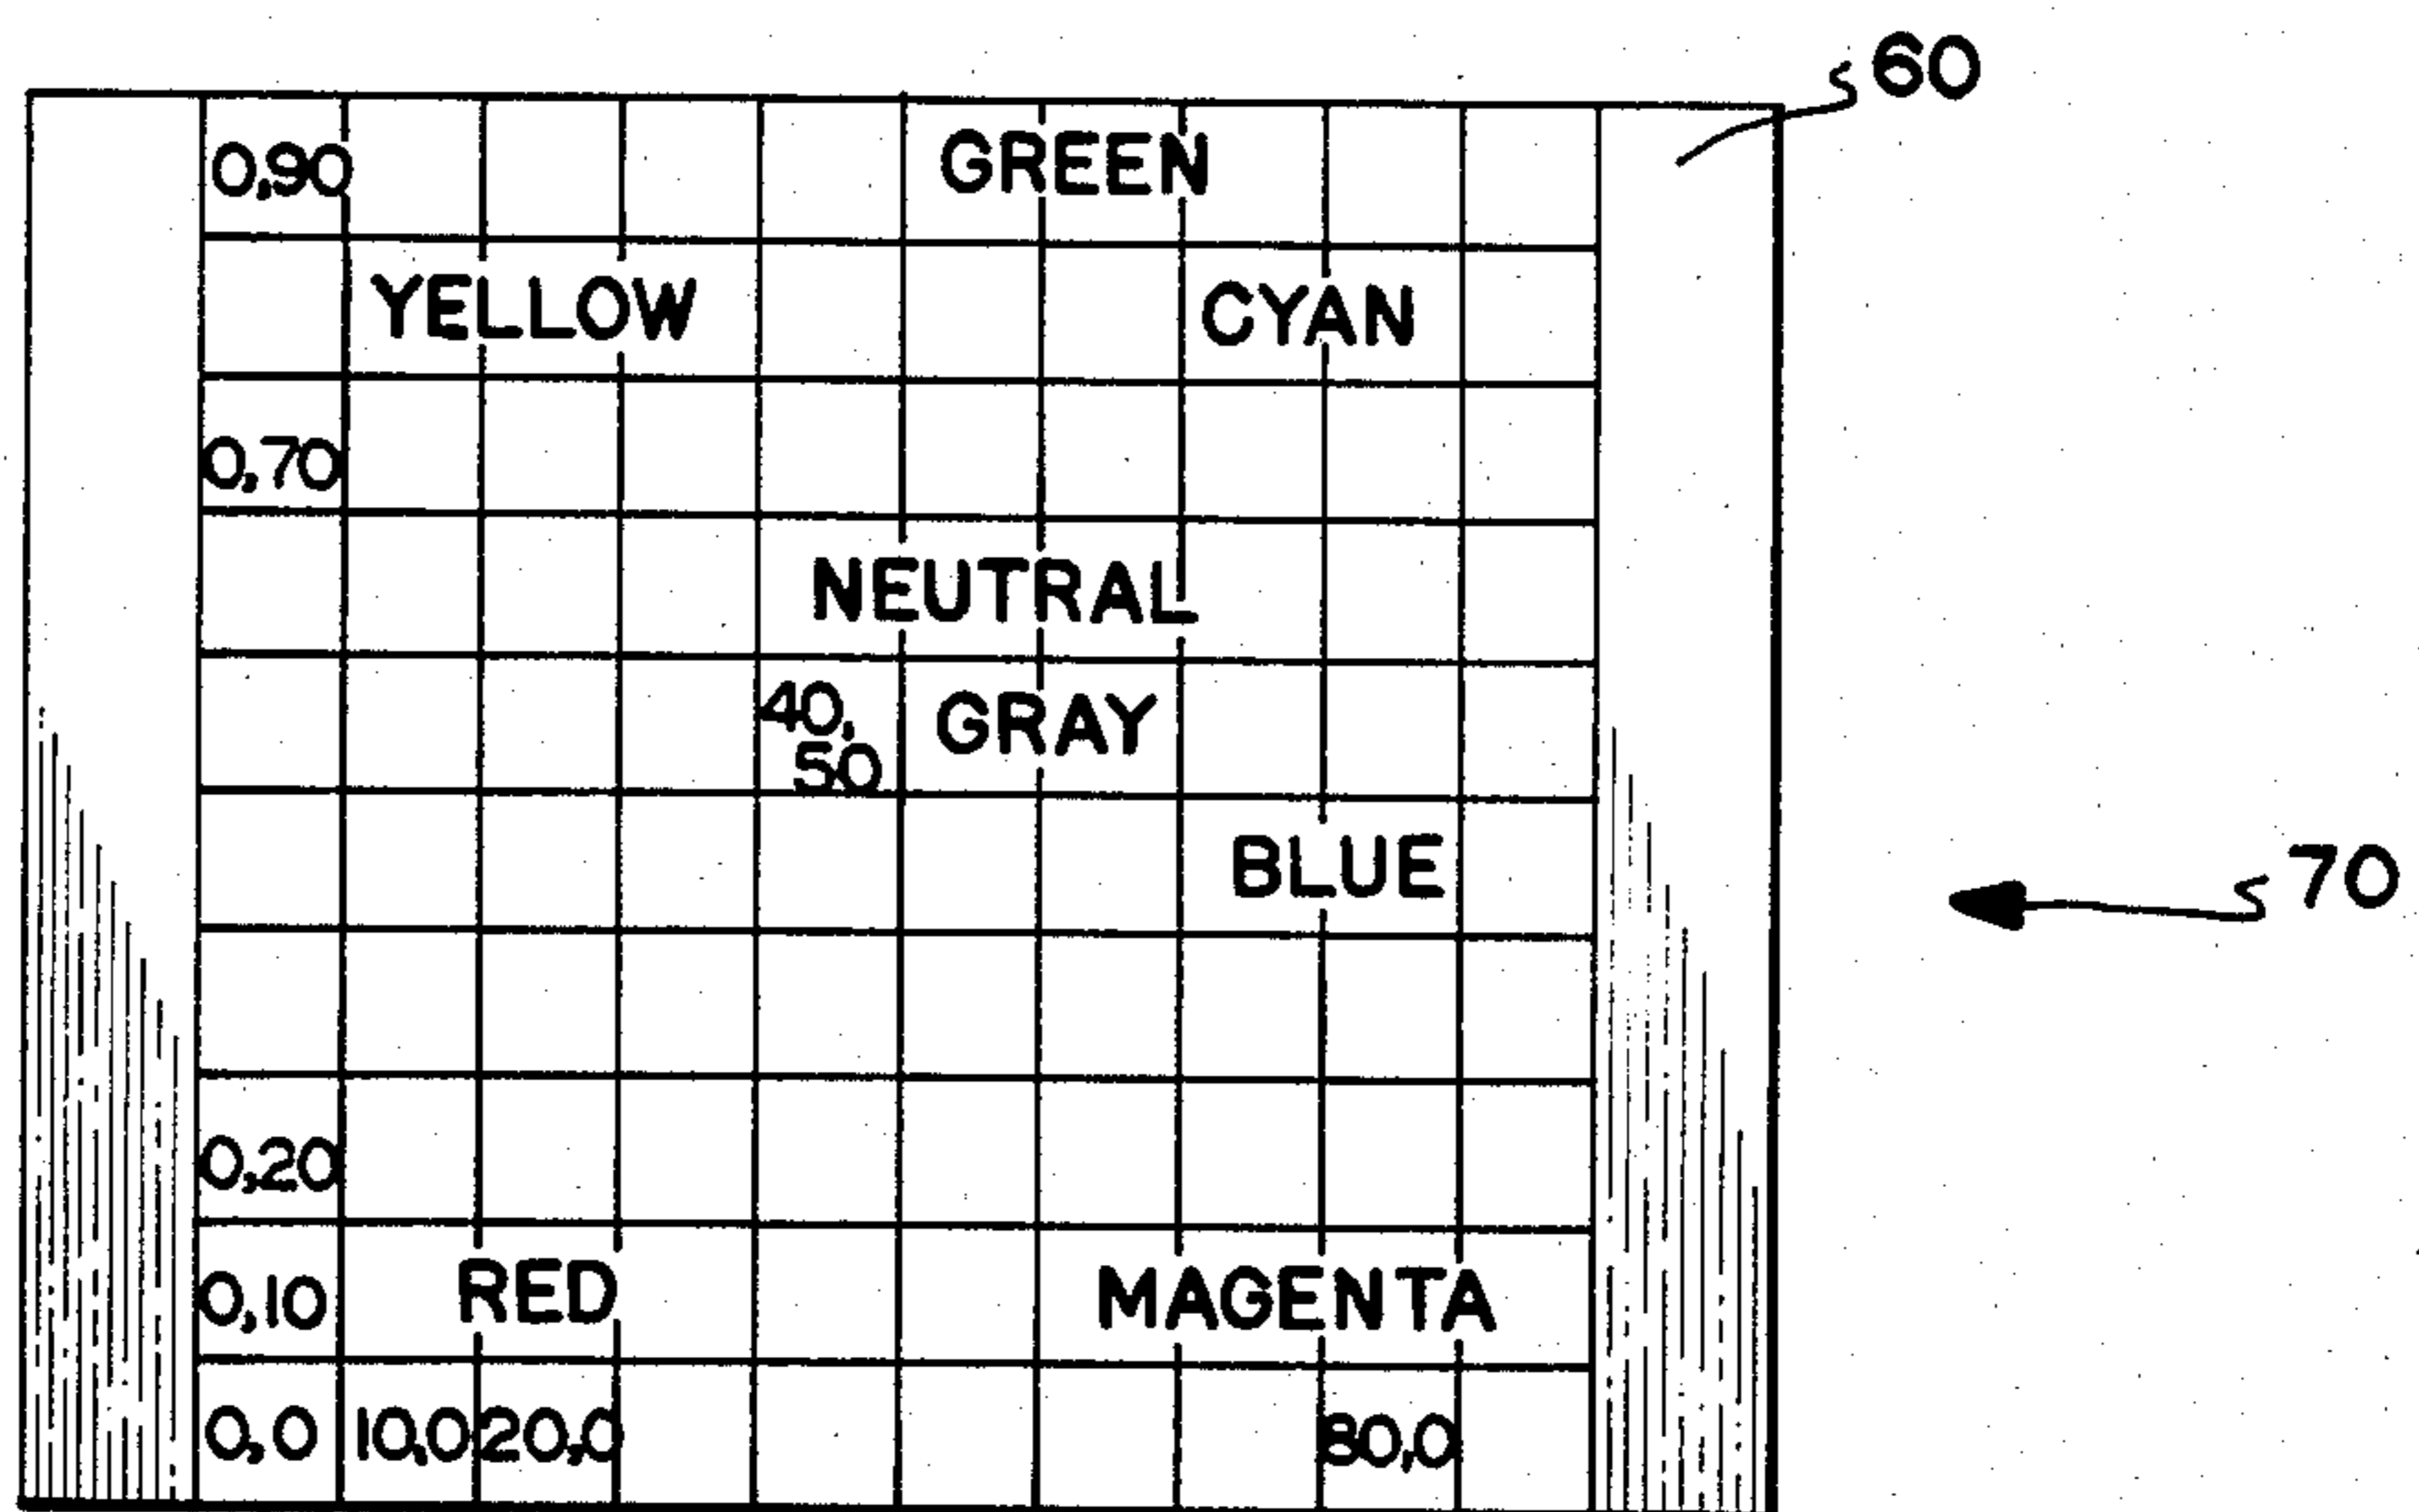 60
0,90 GREEN
YELLOW CYAN
0,70
NEUTRAL
40, GRAY
50
BLUE
70
0,20
0,10 RED MAGENTA
0,0 10,0 20,0 80,0